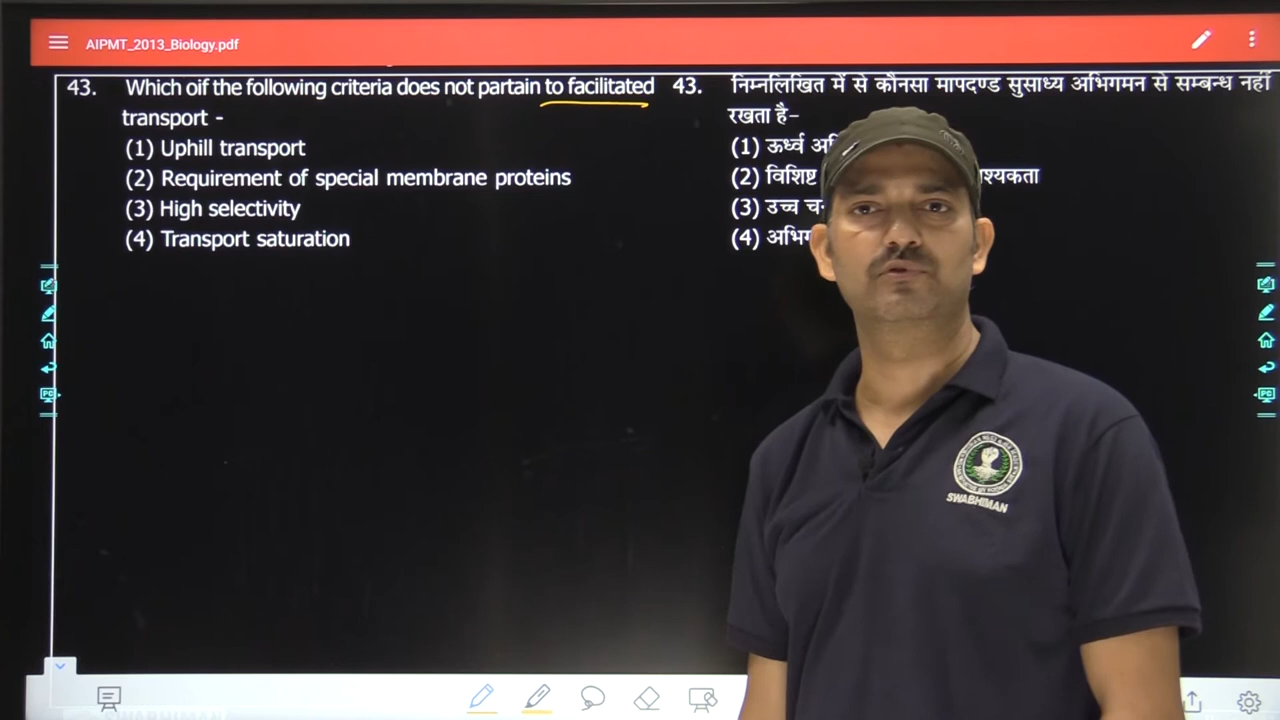 AIPMT_2013_Biology.pdf
43. Which oif the following criteria does not partain to facilitated
transport -
(1) Uphill transport
(2) Requirement of special membrane proteins
(3) High selectivity
(4) Transport saturation
43. निम्नलिखित में से कौनसा मापदण्ड सुसाध्य अभिगमन से सम्बन्ध नहीं
रखता है-
(1) ऊर्ध्व
(2) विशिष्ट
(3) उच्च
(4)
SWABHIMAN
PC
PC